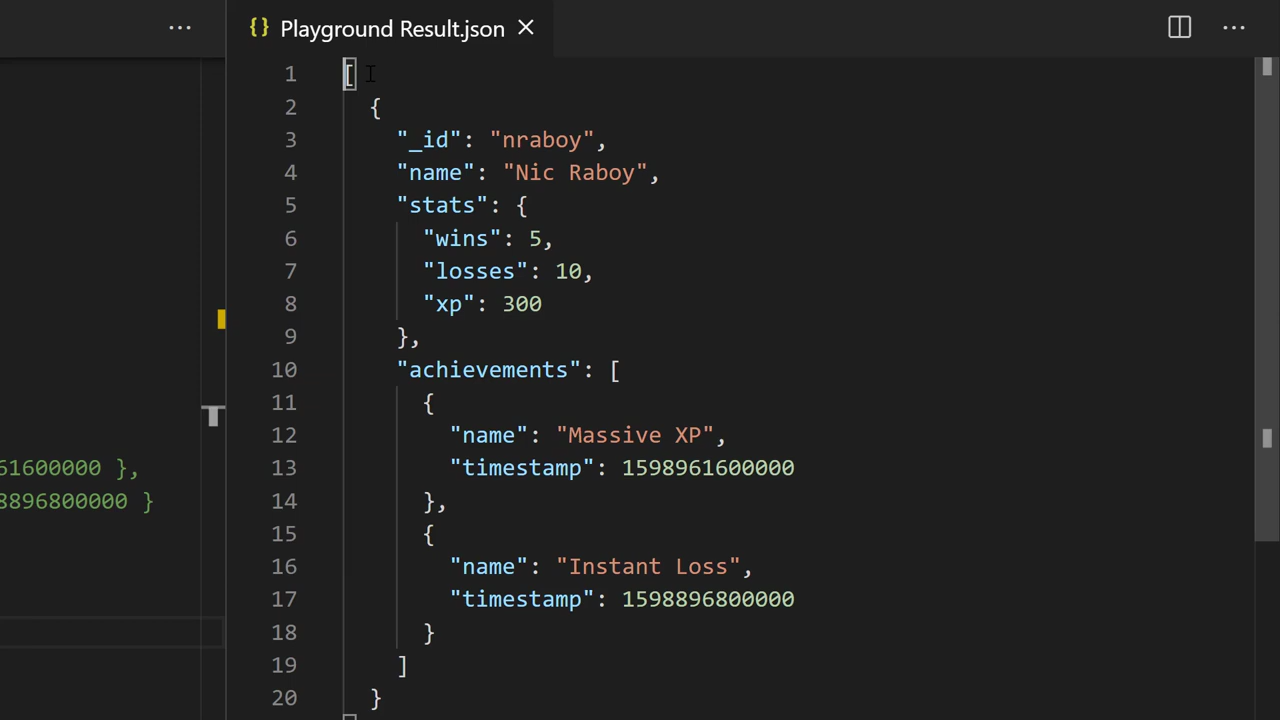 ··· {} Playground Result.json × ···
1 [
2 {
3 "_id": "nraboy",
4 "name": "Nic Raboy",
5 "stats": {
6 "wins": 5,
7 "losses": 10,
8 "xp": 300
9 },
10 "achievements": [
11 {
12 "name": "Massive XP",
61600000 }, 13 "timestamp": 1598961600000
8896800000 } 14 },
15 {
16 "name": "Instant Loss",
17 "timestamp": 1598896800000
18 }
19 ]
20 }